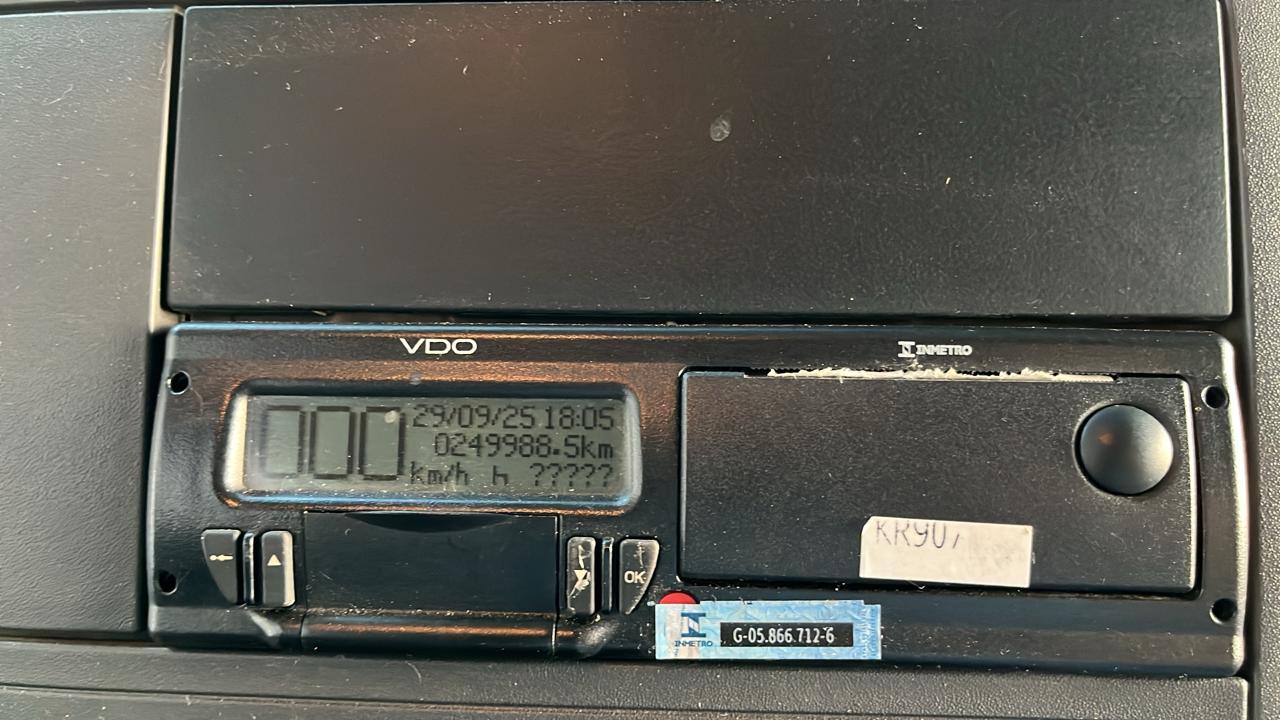 VDO
INMETRO
000
29/09/25 18:05
0249988.5km
km/h h ?????
OK
INMETRO
G-05.866.712-6